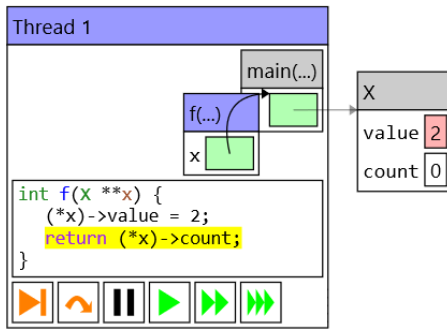 Thread 1
main(...)
f(...)
x
X
value 2
count 0
int f(X **x) {
(*x)->value = 2;
return (*x)->count;
}